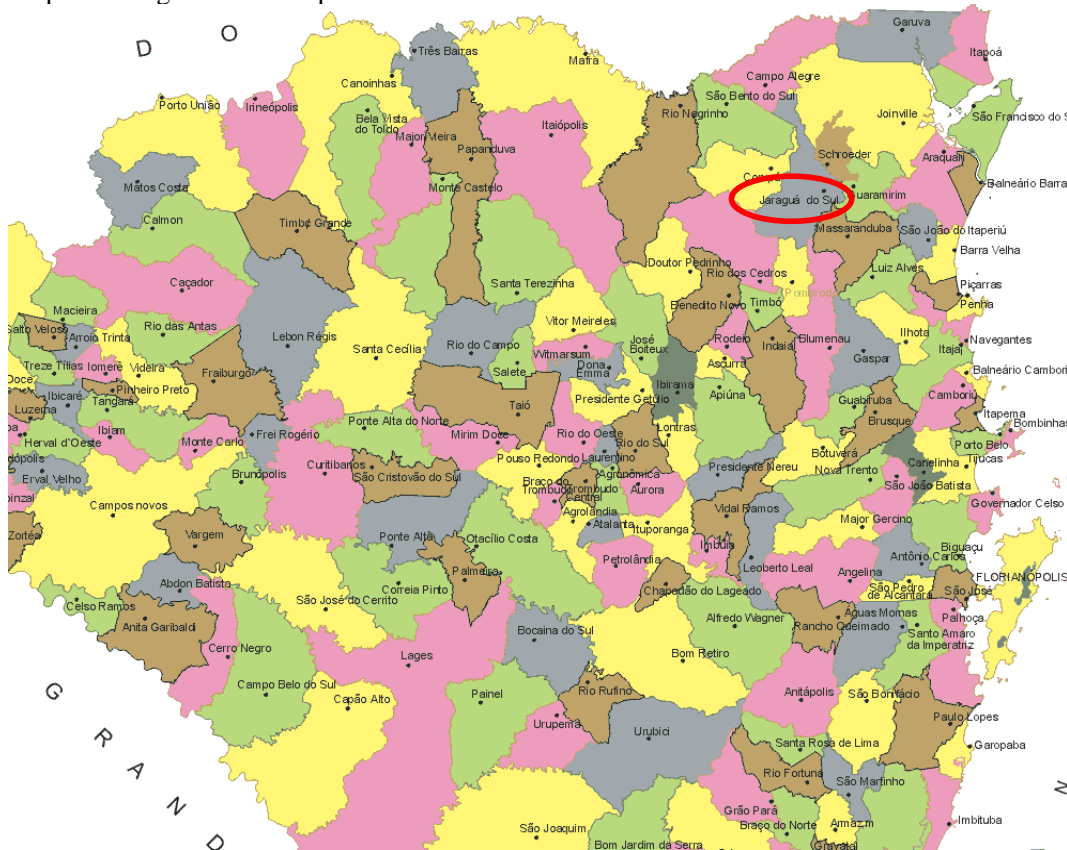 D O
Garuva
Itapoá
Três Barras
Mafra
Canoinhas
Campo Alegre
São Bento do Sul
Porto União
Irineópolis
Bela Vista
do Toldo
Rio Negrinho
Joinville
São Francisco do S
Itaiópolis
Major Vieira
Papanduva
Schroeder
Araquari
Matos Costa
Monte Castelo
Corupá
Jaraguá do Sul
Guaramirim
Balneário Barra
Calmon
Timbó Grande
Massaranduba
São João do Itaperiú
Barra Velha
Doutor Pedrinho
Rio dos Cedros
Luiz Alves
Caçador
Santa Terezinha
Benedito Novo
Timbó
Pomerode
Piçarras
Penha
Macieira
Salto Veloso
Arroio Trinta
Rio das Antas
Lebon Régis
Vitor Meireles
Rio do Campo
José
Boiteux
Rodeio
Indaial
Blumenau
Ilhota
Navegantes
Itajaí
Santa Cecília
Witmarsum
Dona
Emma
Salete
Ascurra
Gaspar
Treze Tílias
Iomerê
Videira
Fraiburgo
Balneário Cambori
Doce
Pinheiro Preto
Ibicaré
Tangará
Luzerna
Taió
Presidente Getúlio
Ibirama
Apiúna
Guabiruba
Camboriú
Brusque
Itapema
Bombinhas
Herval d'Oeste
Ibiam
Monte Carlo
Frei Rogério
Ponte Alta do Norte
Mirim Doce
Rio do Oeste
Rio do Sul
Lontras
Porto Belo
Tijucas
Botuverá
Nova Trento
Canelinha
São João Batista
dópolis
Erval Velho
Brunópolis
Curitibanos
São Cristovão do Sul
Pouso Redondo
Laurentino
Agronômica
Presidente Nereu
Braço do
Trombudo
Trombudo
Central
Aurora
Governador Celso
pinzal
Campos novos
Agrolândia
Atalanta
Ituporanga
Vidal Ramos
Major Gercino
Zortéa
Vargem
Ponte Alta
Otacílio Costa
Petrolândia
Imbuia
Leoberto Leal
Angelina
Antônio Carlos
Biguaçu
Abdon Batista
Palmeira
Correia Pinto
Chapadão do Lageado
São Pedro
de Alcântara
FLORIANÓPOLIS
São José
Celso Ramos
São José do Cerrito
Anita Garibaldi
Bocaina do Sul
Alfredo Wagner
Rancho Queimado
Águas Mornas
Palhoça
Santo Amaro
da Imperatriz
Cerro Negro
Lages
Bom Retiro
Campo Belo do Sul
Capão Alto
Painel
Rio Rufino
Anitápolis
São Bonifácio
Urupema
Urubici
Paulo Lopes
Garopaba
Santa Rosa de Lima
Rio Fortuna
São Martinho
Grão Pará
São Joaquim
Braço do Norte
Armaz.m
Imbituba
Bom Jardim da Serra
Gravatal
G R A N D